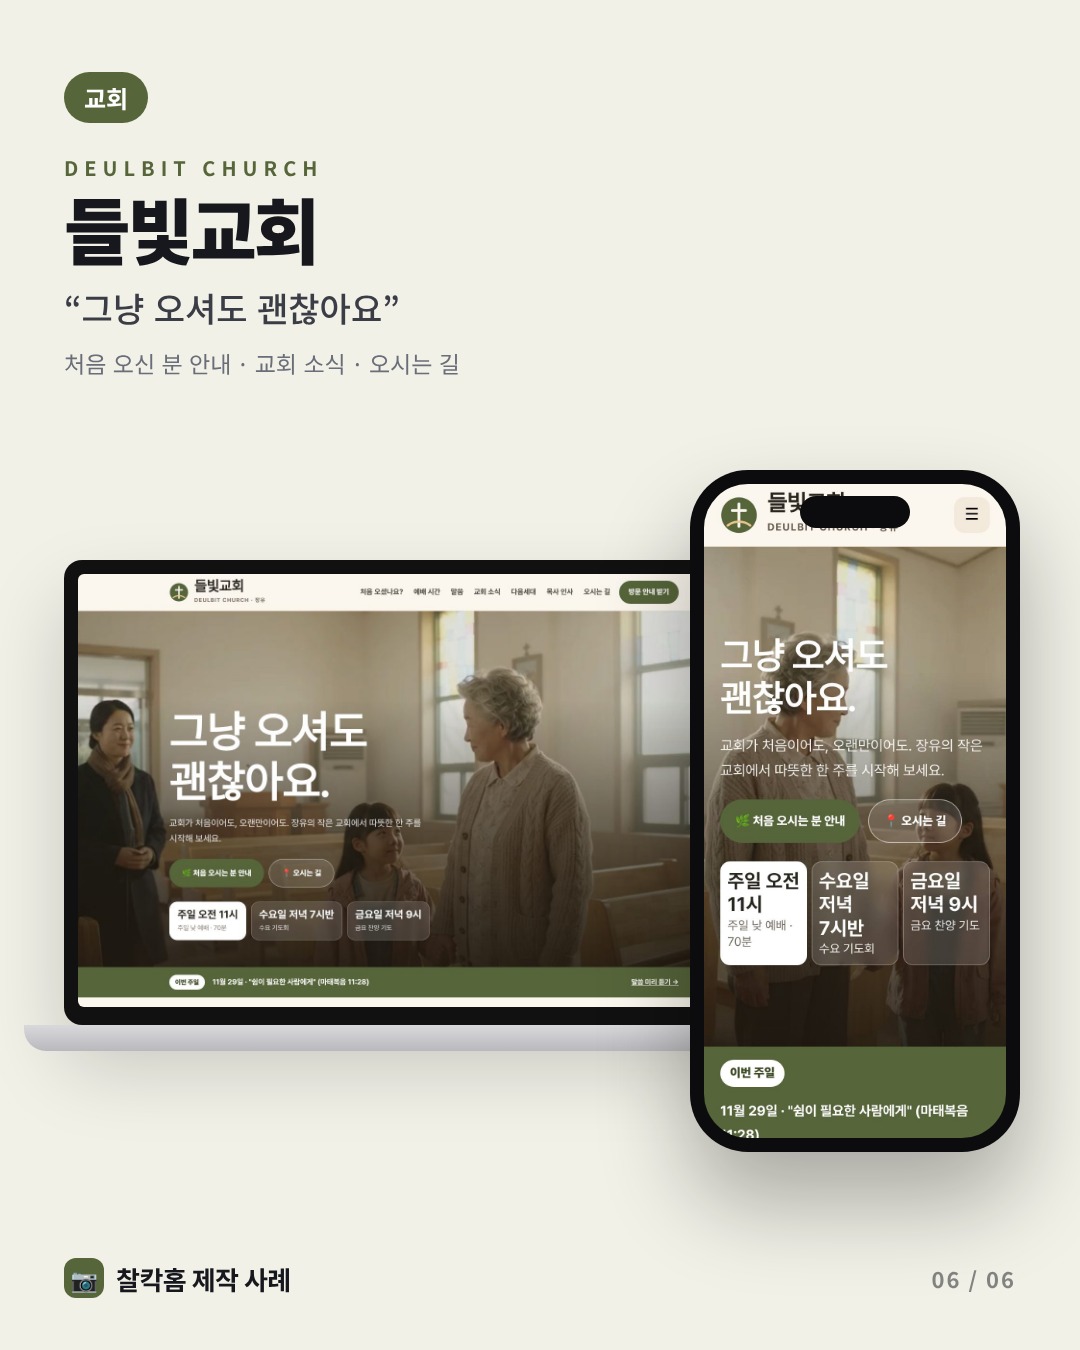 교회
DEULBIT CHURCH
들빛교회
“그냥 오셔도 괜찮아요”
처음 오신 분 안내 · 교회 소식 · 오시는 길
들빛교회
DEULBIT CHURCH · 장유
처음 오셨나요? 예배 시간 말씀 교회 소식 다음세대 목사 인사 오시는 길 방문 안내 받기
그냥 오셔도
괜찮아요.
교회가 처음이어도, 오랜만이어도. 장유의 작은 교회에서 따뜻한 한 주를
시작해 보세요.
🌿 처음 오시는 분 안내 📍 오시는 길
주일 오전 11시 수요일 저녁 7시반 금요일 저녁 9시
주일 낮 예배 · 70분 수요 기도회 금요 찬양 기도
이번 주일 11월 29일 · "쉼이 필요한 사람에게" (마태복음 11:28) 말씀 미리 듣기 →
들빛교회
DEULBIT CHURCH · 장유
☰
그냥 오셔도
괜찮아요.
교회가 처음이어도, 오랜만이어도. 장유의 작은
교회에서 따뜻한 한 주를 시작해 보세요.
🌿 처음 오시는 분 안내 📍 오시는 길
주일 오전
11시
주일 낮 예배 ·
70분
수요일
저녁
7시반
수요 기도회
금요일
저녁 9시
금요 찬양 기도
이번 주일
11월 29일 · "쉼이 필요한 사람에게" (마태복음
11:28)
찰칵홈 제작 사례
06 / 06